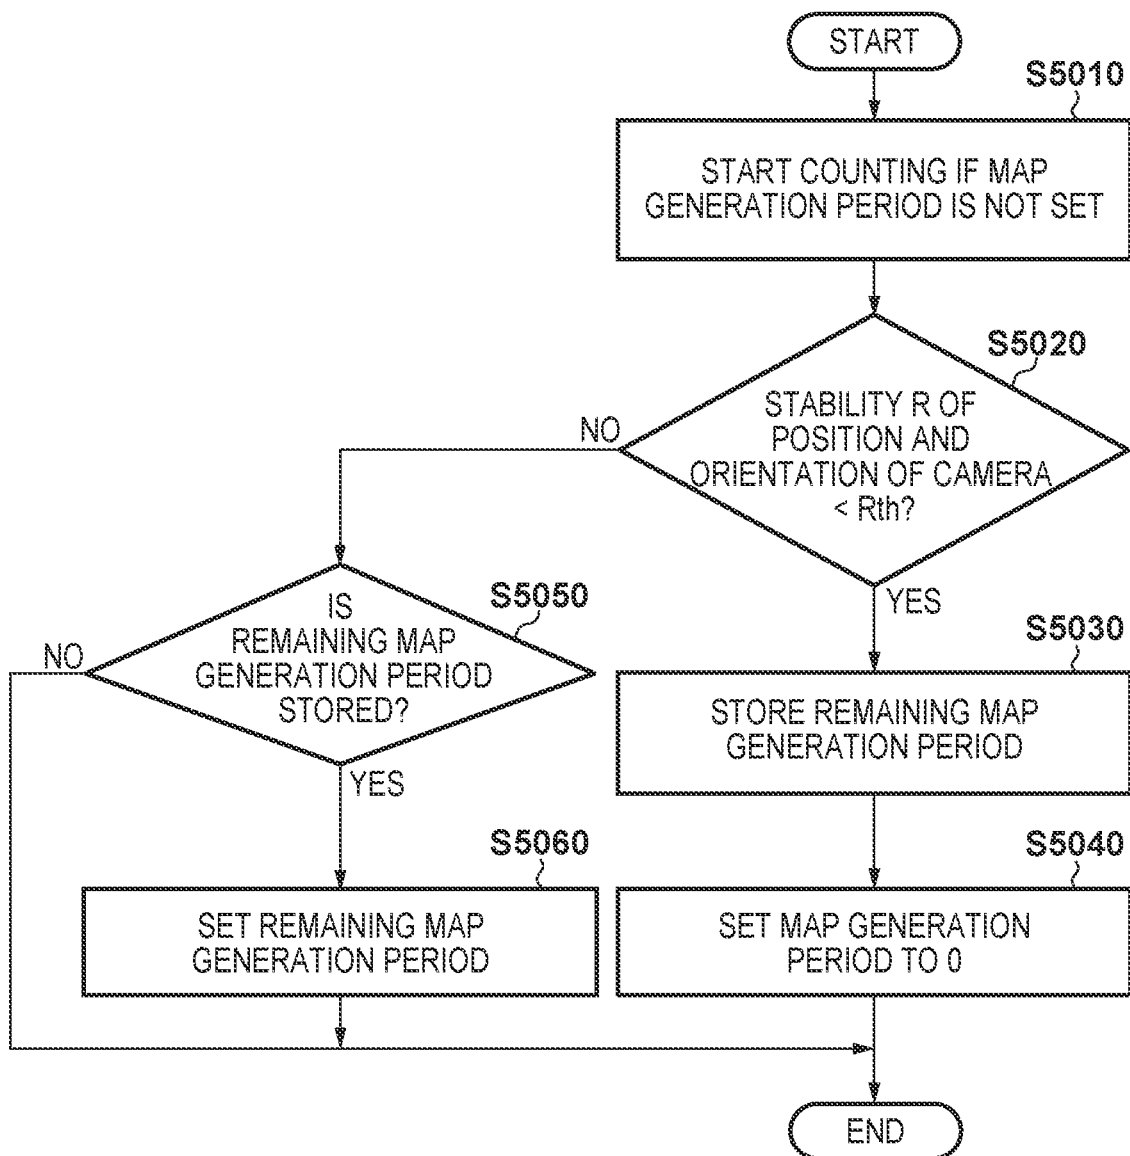 START
S5010
START COUNTING IF MAP
GENERATION PERIOD IS NOT SET
S5020
STABILITY R OF
POSITION AND
ORIENTATION OF CAMERA
< Rth?
NO
YES
S5050
IS
REMAINING MAP
GENERATION PERIOD
STORED?
NO
YES
S5030
STORE REMAINING MAP
GENERATION PERIOD
S5060
SET REMAINING MAP
GENERATION PERIOD
S5040
SET MAP GENERATION
PERIOD TO 0
END